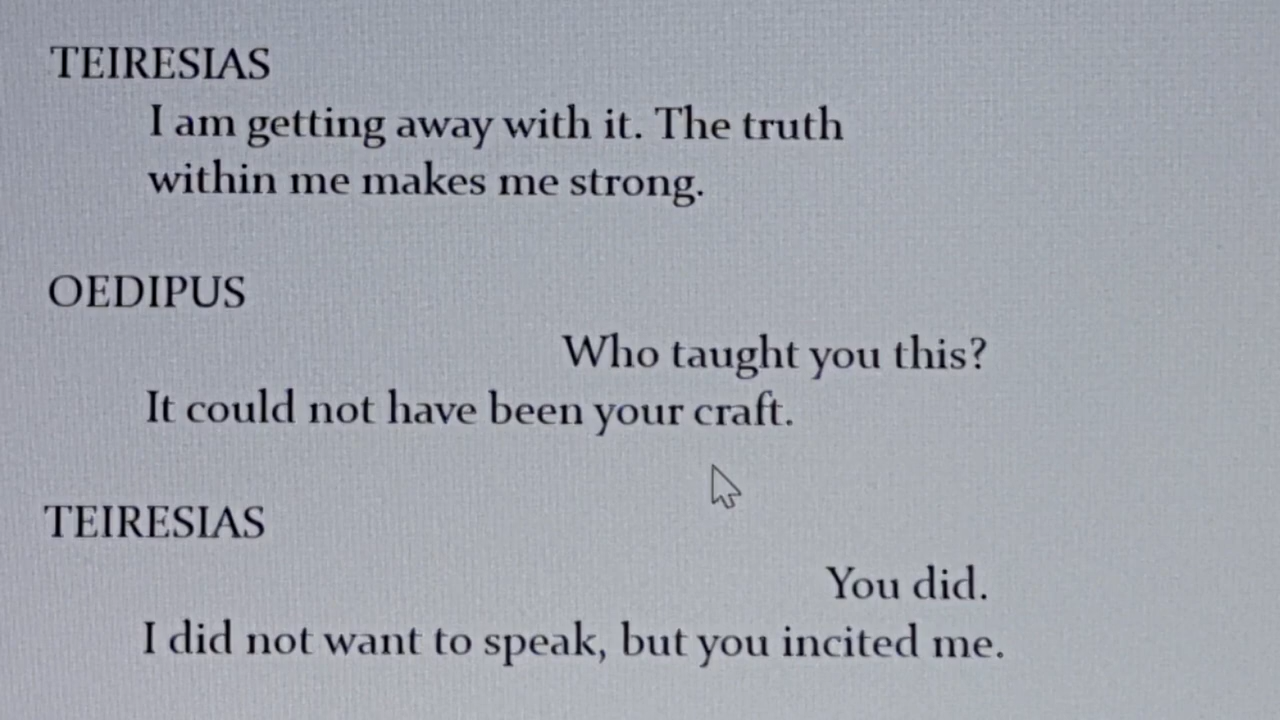 TEIRESIAS
I am getting away with it. The truth
within me makes me strong.
OEDIPUS
Who taught you this?
It could not have been your craft.
TEIRESIAS
You did.
I did not want to speak, but you incited me.